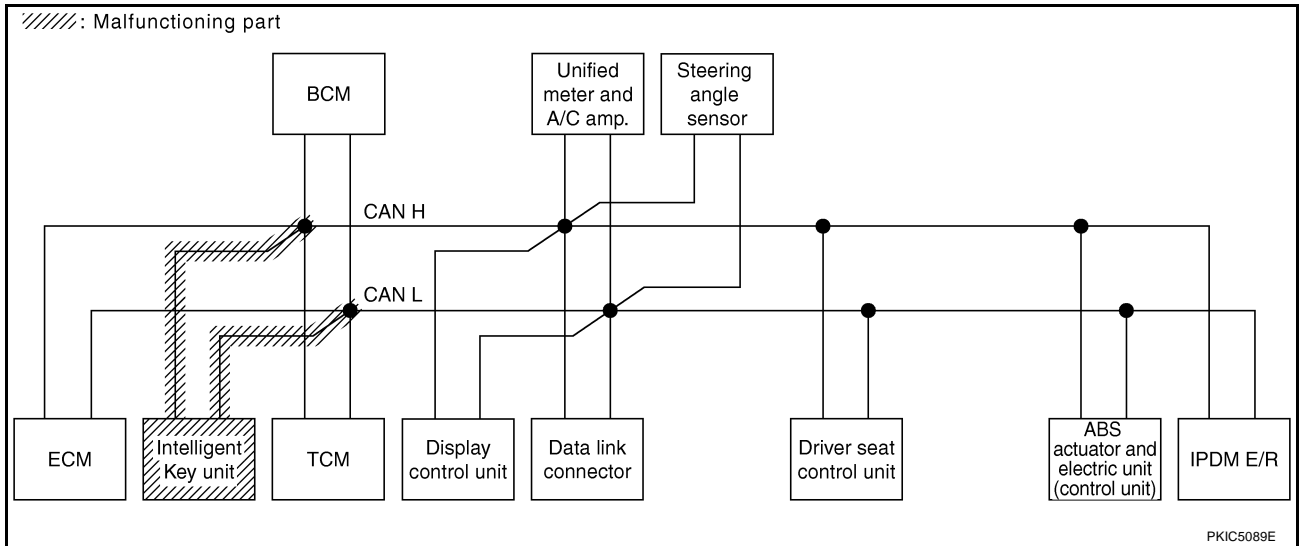 : Malfunctioning part
BCM
Unified
meter and
A/C amp.
Steering
angle
sensor
CAN H
CAN L
ECM
Intelligent
Key unit
TCM
Display
control unit
Data link
connector
Driver seat
control unit
ABS
actuator and
electric unit
(control unit)
IPDM E/R
PKIC5089E